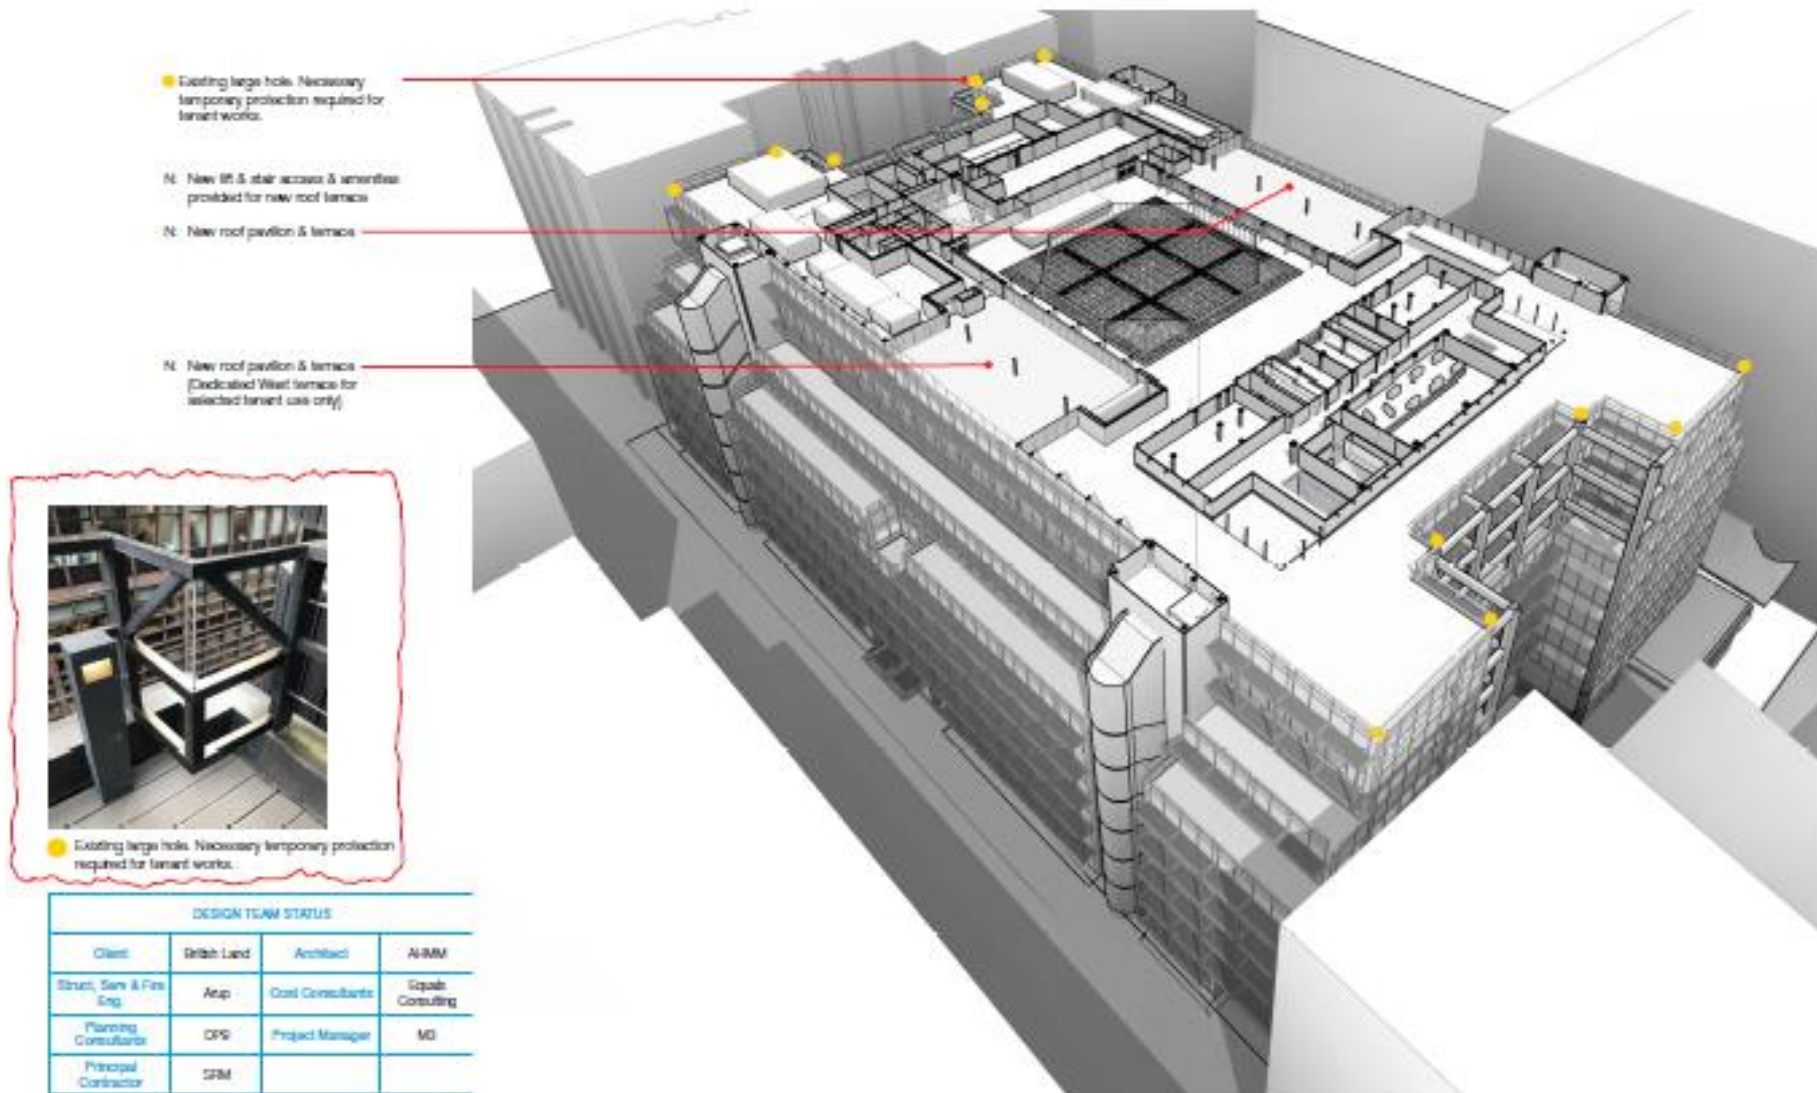 Existing large hole. Necessary
temporary protection required for
tenant works.
N: New lift & stair access & amenities
provided for new roof terrace
N: New roof pavilion & terrace
N: New roof pavilion & terrace
(Dedicated West terrace for
selected tenant use only)
Existing large hole. Necessary temporary protection
required for tenant works.
DESIGN TEAM STATUS
Client British Land Architect AHMM
Struct, Serv & Fire Arup Cost Consultants Equals
Eng. Consulting
Planning DP9 Project Manager M3
Consultants
Principal SRM
Contractor